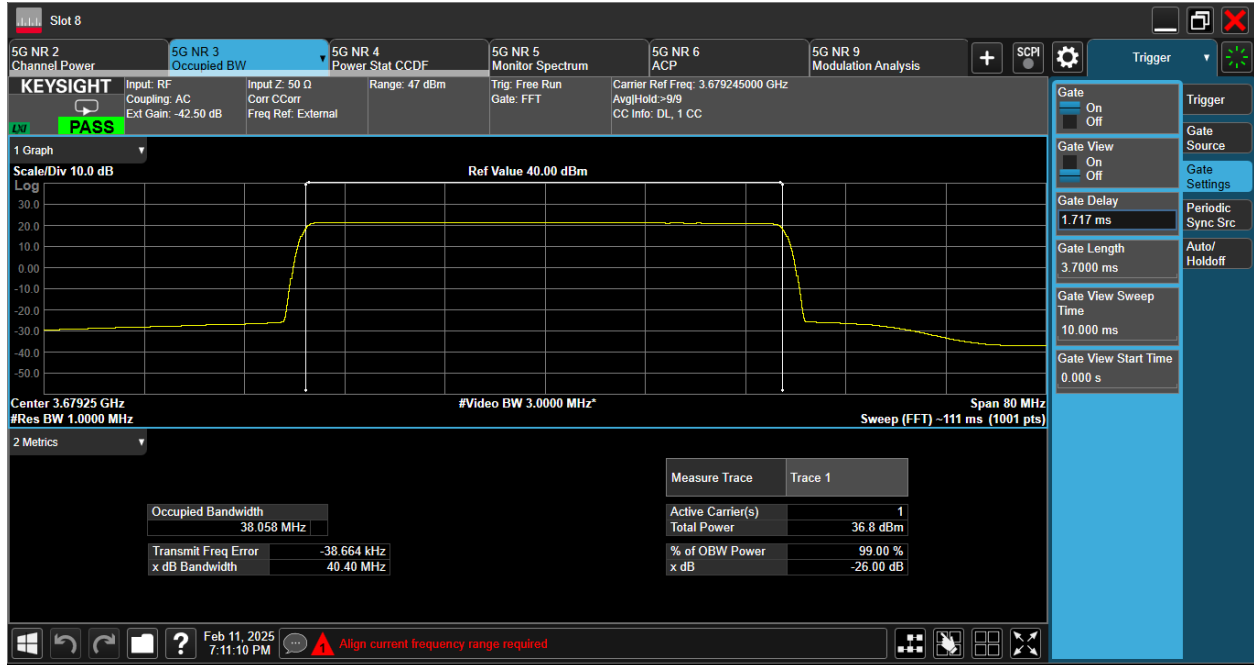 Slot 8
5G NR 2
Channel Power
5G NR 3
Occupied BW
5G NR 4
Power Stat CCDF
5G NR 5
Monitor Spectrum
5G NR 6
ACP
5G NR 9
Modulation Analysis
+
SCPI
Trigger
KEYSIGHT
LXI
PASS
Input: RF
Coupling: AC
Ext Gain: -42.50 dB
Input Z: 50 Ω
Corr CCorr
Freq Ref: External
Range: 47 dBm
Trig: Free Run
Gate: FFT
Carrier Ref Freq: 3.679245000 GHz
Avg|Hold:>9/9
CC Info: DL, 1 CC
1 Graph
Scale/Div 10.0 dB
Ref Value 40.00 dBm
Log
30.0
20.0
10.0
0.00
-10.0
-20.0
-30.0
-40.0
-50.0
Center 3.67925 GHz
#Video BW 3.0000 MHz*
Span 80 MHz
#Res BW 1.0000 MHz
Sweep (FFT) ~111 ms (1001 pts)
2 Metrics
Measure Trace Trace 1
Occupied Bandwidth
38.058 MHz
Active Carrier(s) 1
Total Power 36.8 dBm
Transmit Freq Error -38.664 kHz
x dB Bandwidth 40.40 MHz
% of OBW Power 99.00 %
x dB -26.00 dB
Gate
On
Off
Gate View
On
Off
Gate Delay
1.717 ms
Gate Length
3.7000 ms
Gate View Sweep
Time
10.000 ms
Gate View Start Time
0.000 s
Trigger
Gate
Source
Gate
Settings
Periodic
Sync Src
Auto/
Holdoff
?
Feb 11, 2025
7:11:10 PM
1
Align current frequency range required